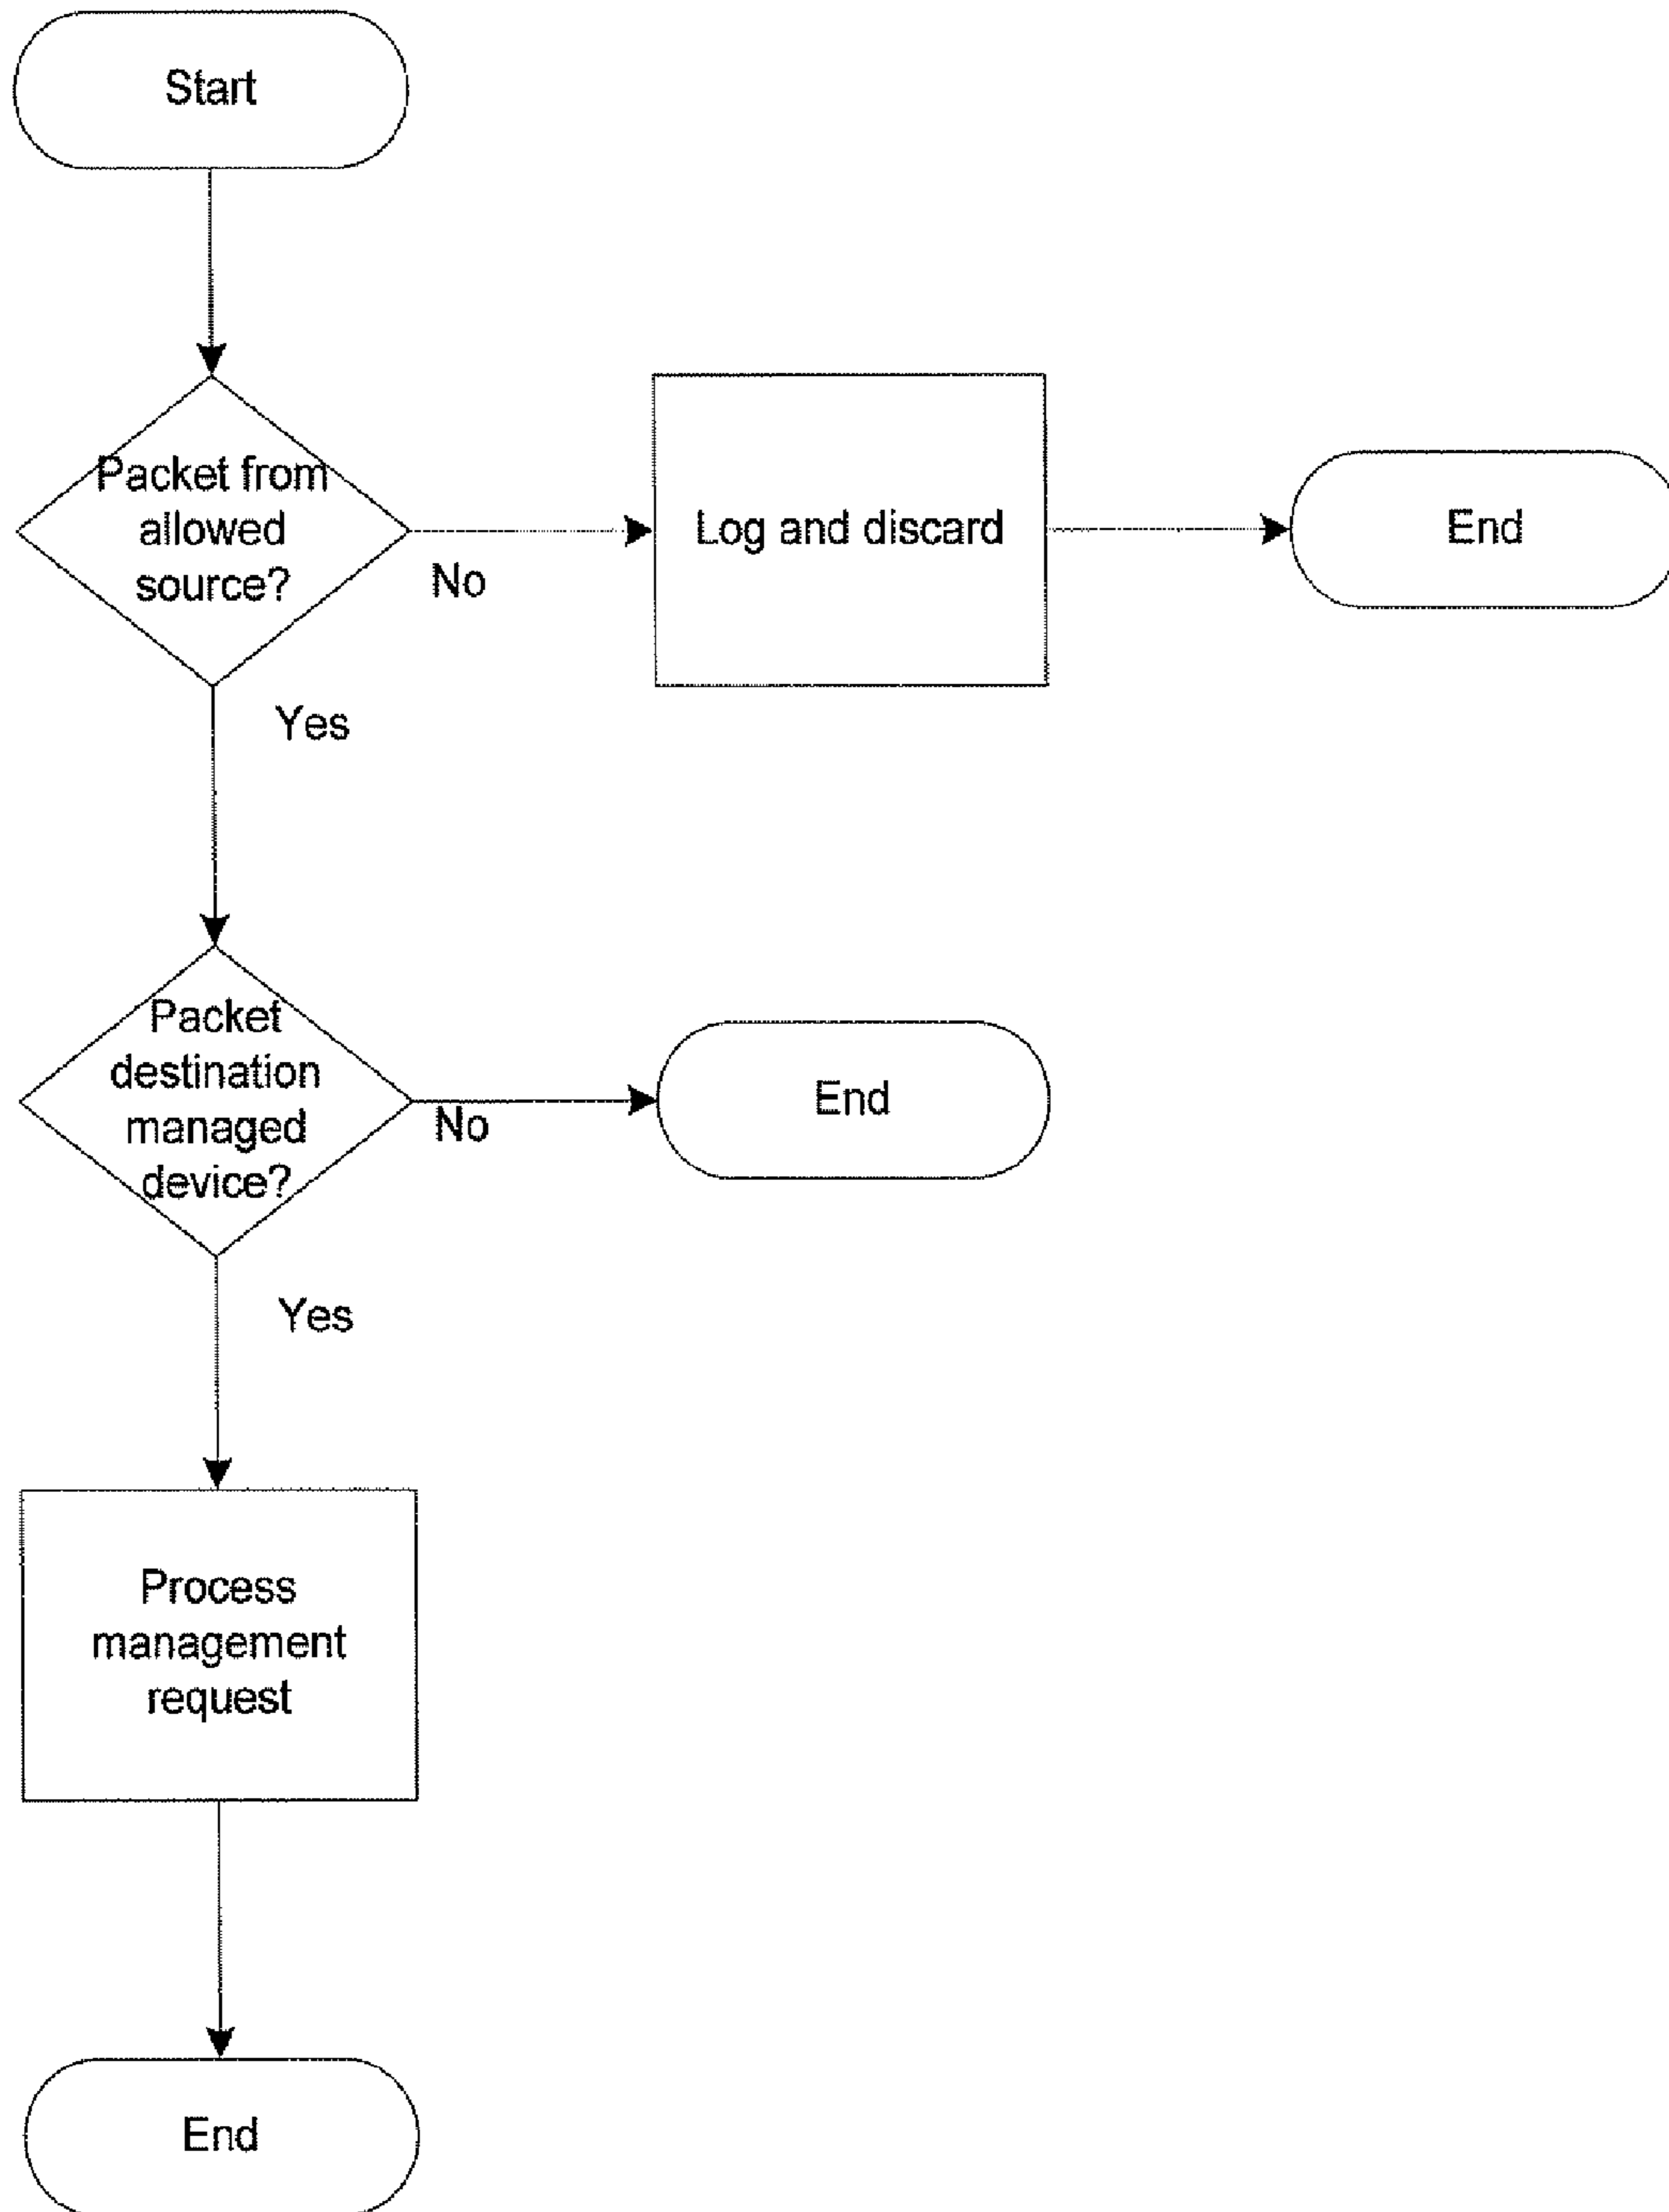 Start
Packet from
allowed
source?
No
Log and discard
End
Yes
Packet
destination
managed
device?
No
End
Yes
Process
management
request
End